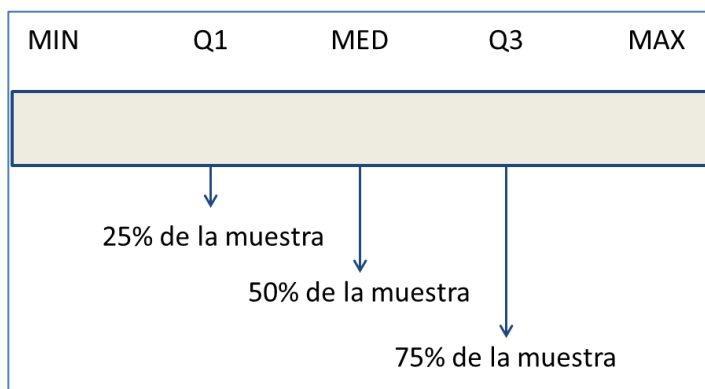 MIN Q1 MED Q3 MAX
25% de la muestra
50% de la muestra
75% de la muestra